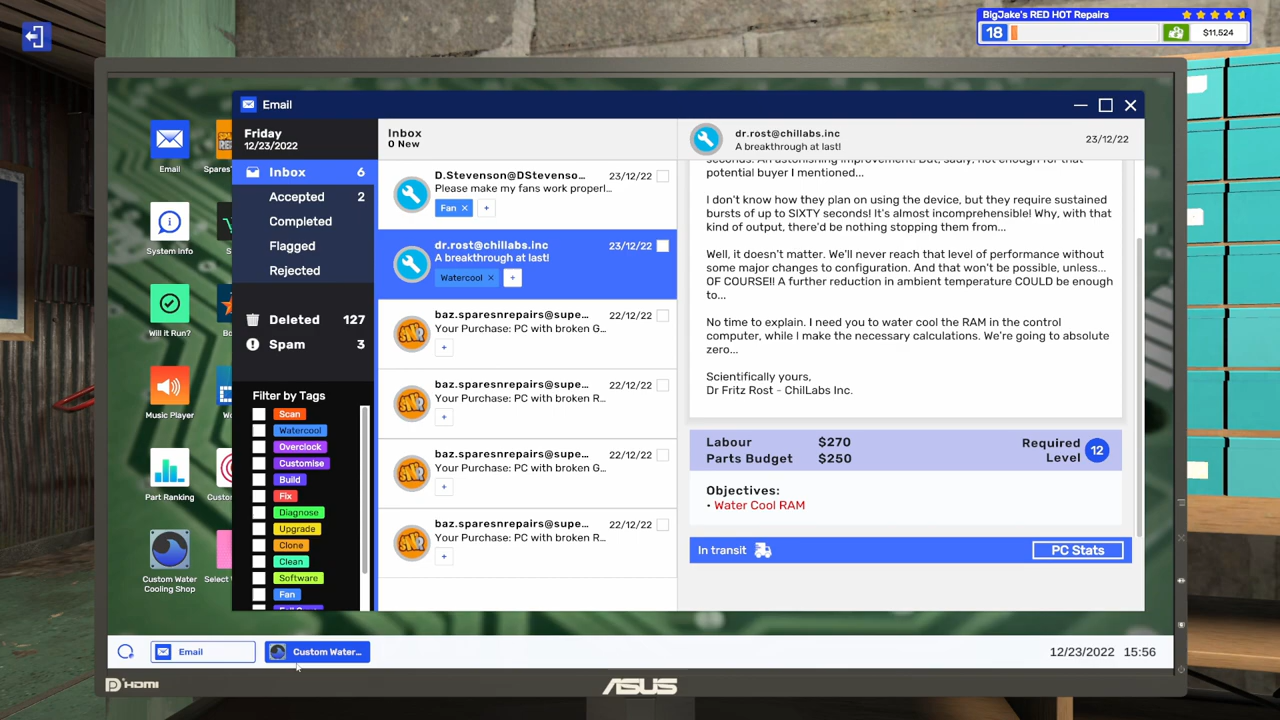 BigJake's RED HOT Repairs
18
$11,524
Email
Friday
12/23/2022
Inbox 6
Accepted 2
Completed
Flagged
Rejected
Deleted 127
Spam 3
Filter by Tags
Scan
Watercool
Overclock
Customise
Build
Fix
Diagnose
Upgrade
Clone
Clean
Software
Fan
Inbox
0 New
D.Stevenson@DStevenso... 23/12/22
Please make my fans work properl...
Fan × +
dr.rost@chillabs.inc 23/12/22
A breakthrough at last!
Watercool × +
baz.sparesnrepairs@supe... 22/12/22
Your Purchase: PC with broken G...
+
baz.sparesnrepairs@supe... 22/12/22
Your Purchase: PC with broken R...
+
baz.sparesnrepairs@supe... 22/12/22
Your Purchase: PC with broken G...
+
baz.sparesnrepairs@supe... 22/12/22
Your Purchase: PC with broken R...
+
dr.rost@chillabs.inc 23/12/22
A breakthrough at last!
seconds. An astonishing improvement! But, sadly, not enough for that
potential buyer I mentioned...
I don't know how they plan on using the device, but they require sustained
bursts of up to SIXTY seconds! It's almost incomprehensible! Why, with that
kind of output, there'd be nothing stopping them from...
Well, it doesn't matter. We'll never reach that level of performance without
some major changes to configuration. And that won't be possible, unless...
OF COURSE!! A further reduction in ambient temperature COULD be enough
to...
No time to explain. I need you to water cool the RAM in the control
computer, while I make the necessary calculations. We're going to absolute
zero...
Scientifically yours,
Dr Fritz Rost - ChilLabs Inc.
Labour $270
Parts Budget $250
Required
Level 12
Objectives:
• Water Cool RAM
In transit
PC Stats
Email
Spares
System Info
Will it Run?
Music Player
Part Ranking
Custom Water
Cooling Shop
Select
Email
Custom Water...
12/23/2022 15:56
HDMI
ASUS